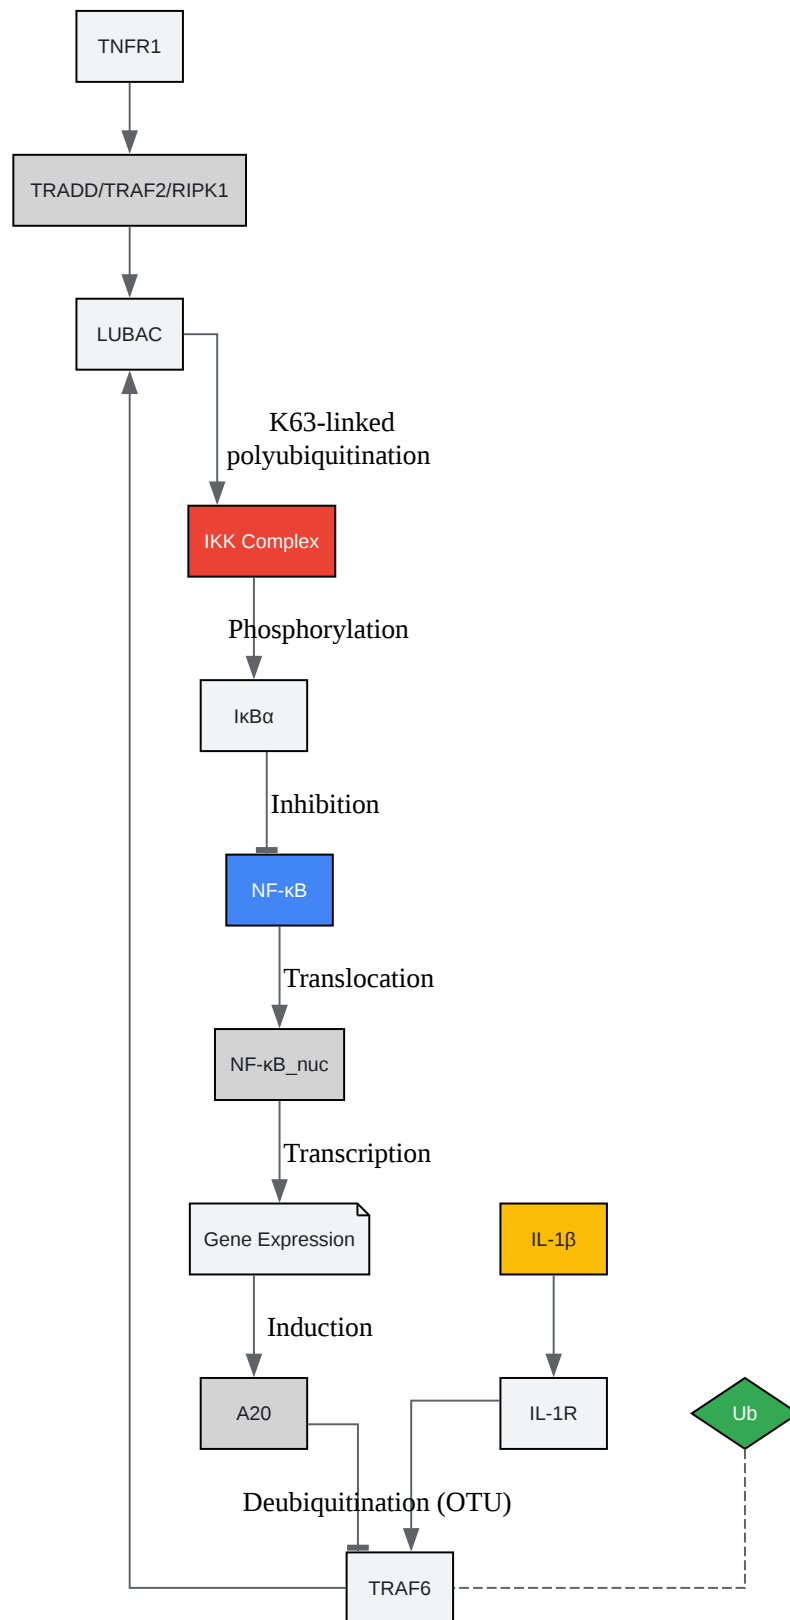 TNFR1
TRADD/TRAF2/RIPK1
LUBAC
K63-linked
polyubiquitination
IKK Complex
Phosphorylation
IκBα
Inhibition
NF-κB
Translocation
NF-κB_nuc
Transcription
Gene Expression
IL-1β
Induction
A20
IL-1R
Ub
Deubiquitination (OTU)
TRAF6